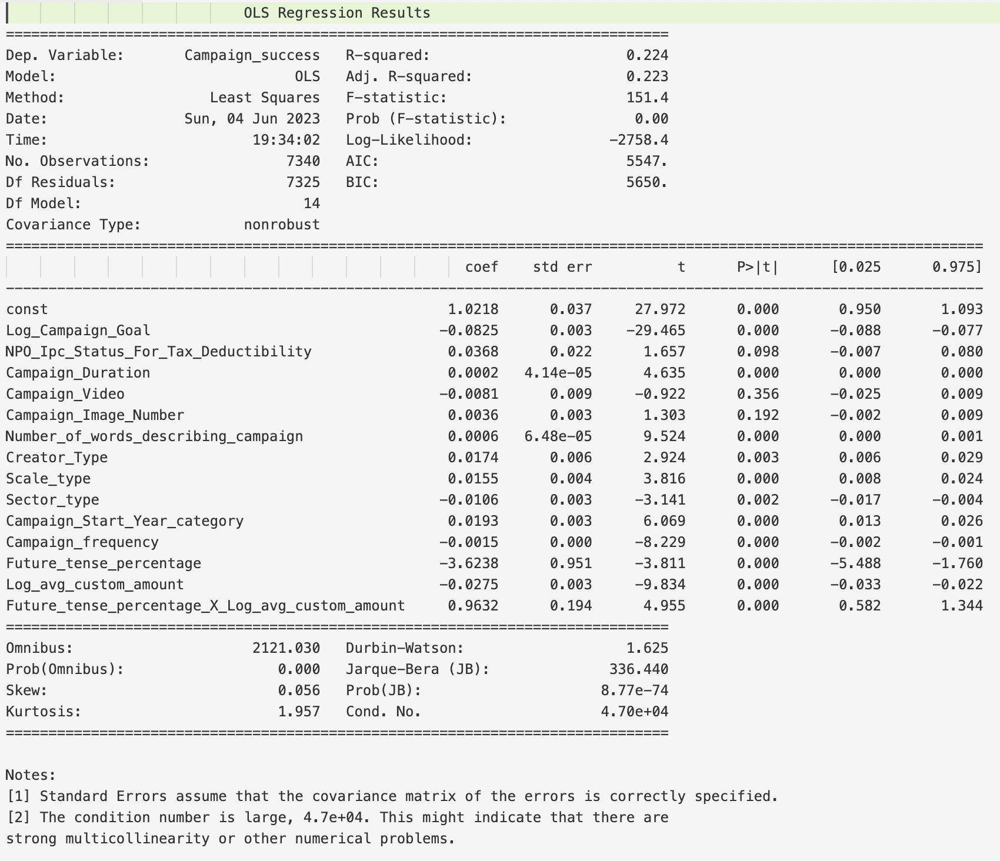 OLS Regression Results
==============================================================================
Dep. Variable: Campaign_success R-squared: 0.224
Model: OLS Adj. R-squared: 0.223
Method: Least Squares F-statistic: 151.4
Date: Sun, 04 Jun 2023 Prob (F-statistic): 0.00
Time: 19:34:02 Log-Likelihood: -2758.4
No. Observations: 7340 AIC: 5547.
Df Residuals: 7325 BIC: 5650.
Df Model: 14
Covariance Type: nonrobust
===================================================================================================================
coef std err t P>|t| [0.025 0.975]
-------------------------------------------------------------------------------------------------------------------
const 1.0218 0.037 27.972 0.000 0.950 1.093
Log_Campaign_Goal -0.0825 0.003 -29.465 0.000 -0.088 -0.077
NPO_Ipc_Status_For_Tax_Deductibility 0.0368 0.022 1.657 0.098 -0.007 0.080
Campaign_Duration 0.0002 4.14e-05 4.635 0.000 0.000 0.000
Campaign_Video -0.0081 0.009 -0.922 0.356 -0.025 0.009
Campaign_Image_Number 0.0036 0.003 1.303 0.192 -0.002 0.009
Number_of_words_describing_campaign 0.0006 6.48e-05 9.524 0.000 0.000 0.001
Creator_Type 0.0174 0.006 2.924 0.003 0.006 0.029
Scale_type 0.0155 0.004 3.816 0.000 0.008 0.024
Sector_type -0.0106 0.003 -3.141 0.002 -0.017 -0.004
Campaign_Start_Year_category 0.0193 0.003 6.069 0.000 0.013 0.026
Campaign_frequency -0.0015 0.000 -8.229 0.000 -0.002 -0.001
Future_tense_percentage -3.6238 0.951 -3.811 0.000 -5.488 -1.760
Log_avg_custom_amount -0.0275 0.003 -9.834 0.000 -0.033 -0.022
Future_tense_percentage_X_Log_avg_custom_amount 0.9632 0.194 4.955 0.000 0.582 1.344
==============================================================================
Omnibus: 2121.030 Durbin-Watson: 1.625
Prob(Omnibus): 0.000 Jarque-Bera (JB): 336.440
Skew: 0.056 Prob(JB): 8.77e-74
Kurtosis: 1.957 Cond. No. 4.70e+04
==============================================================================
Notes:
[1] Standard Errors assume that the covariance matrix of the errors is correctly specified.
[2] The condition number is large, 4.7e+04. This might indicate that there are
strong multicollinearity or other numerical problems.